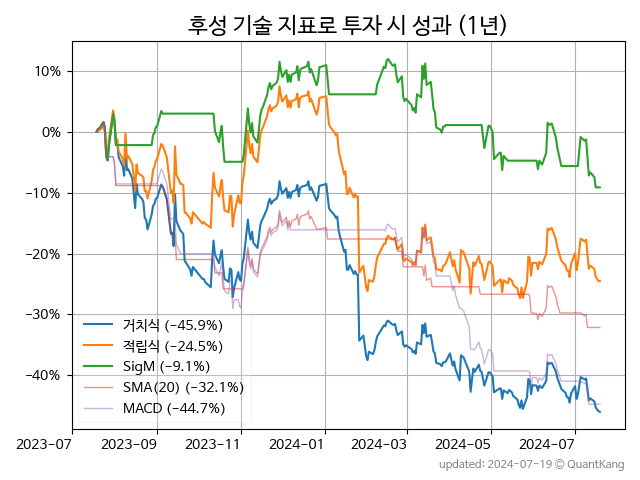 후성 기술 지표로 투자 시 성과 (1년)
10%
0%
−10%
−20%
−30%
−40%
거치식 (−45.9%)
적립식 (−24.5%)
SigM (−9.1%)
SMA(20) (−32.1%)
MACD (−44.7%)
2023-07 2023-09 2023-11 2024-01 2024-03 2024-05 2024-07
updated: 2024-07-19 @ QuantKang